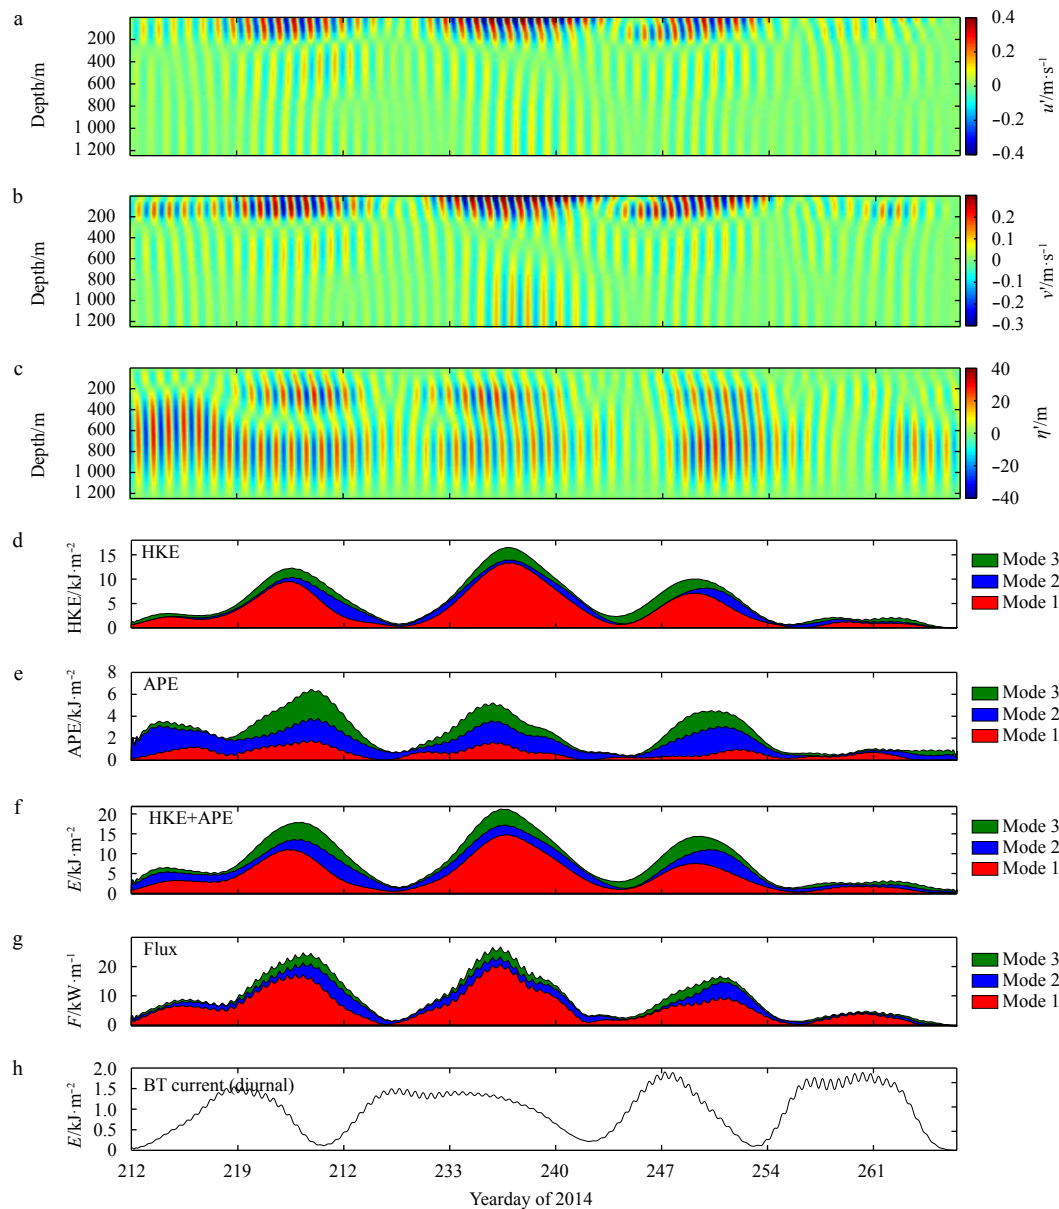 a
200
400
600
800
1 000
1 200
Depth/m
0.4
0.2
0
−0.2
−0.4
u'/m·s⁻¹
b
200
400
600
800
1 000
1 200
Depth/m
0.2
0.1
0
−0.1
−0.2
−0.3
v'/m·s⁻¹
c
200
400
600
800
1 000
1 200
Depth/m
40
20
0
−20
−40
η'/m
d
HKE
15
10
5
0
HKE/kJ·m⁻²
Mode 3
Mode 2
Mode 1
e
APE
8
6
4
2
0
APE/kJ·m⁻²
Mode 3
Mode 2
Mode 1
f
HKE+APE
20
15
10
5
0
E/kJ·m⁻²
Mode 3
Mode 2
Mode 1
g
Flux
20
10
0
F/kW·m⁻¹
Mode 3
Mode 2
Mode 1
h
BT current (diurnal)
2.0
1.5
1.0
0.5
0
E/kJ·m⁻²
212 219 212 233 240 247 254 261
Yearday of 2014